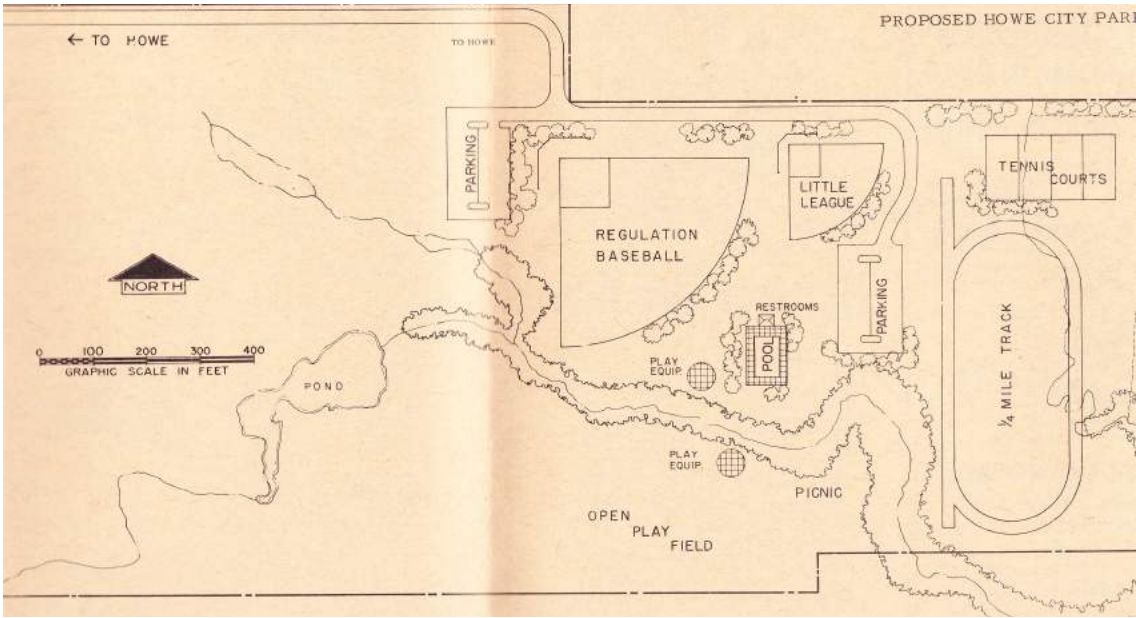 PROPOSED HOWE CITY PARK
← TO HOWE
TO HOWE
PARKING
TENNIS
COURTS
LITTLE
LEAGUE
REGULATION
BASEBALL
NORTH
RESTROOMS
PARKING
0 100 200 300 400
GRAPHIC SCALE IN FEET
POND
PLAY
EQUIP.
POOL
¼ MILE TRACK
PLAY
EQUIP.
PICNIC
OPEN
PLAY
FIELD